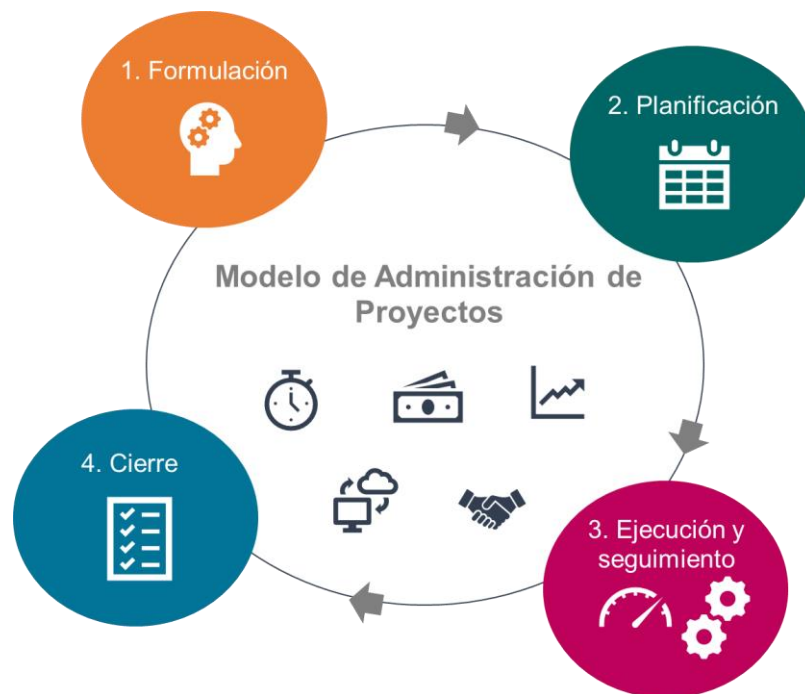 1. Formulación
2. Planificación
Modelo de Administración de
Proyectos
4. Cierre
3. Ejecución y
seguimiento